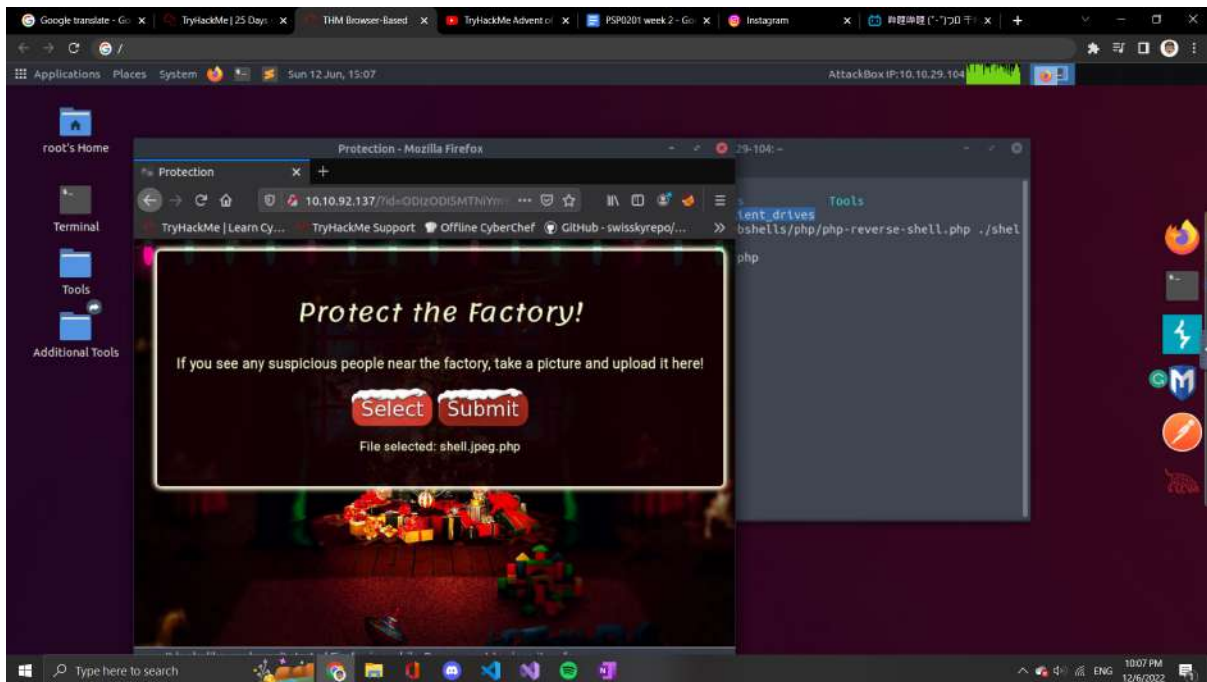 Google translate - Go
TryHackMe | 25 Days
THM Browser-Based
TryHackMe Advent of
PSP0201 week 2 - Go
Instagram
Applications Places System
Sun 12 Jun, 15:07
AttackBox IP:10.10.29.104
root's Home
Terminal
Tools
Additional Tools
Protection - Mozilla Firefox
29-104: ~
Protection
10.10.92.137/?id=
TryHackMe | Learn Cy...
TryHackMe Support
Offline CyberChef
GitHub - swisskyrepo/...
Tools
ient_drives
bshells/php/php-reverse-shell.php ./shel
php
Protect the Factory!
If you see any suspicious people near the factory, take a picture and upload it here!
Select
Submit
File selected: shell.jpeg.php
Type here to search
ENG
10:07 PM
12/6/2022